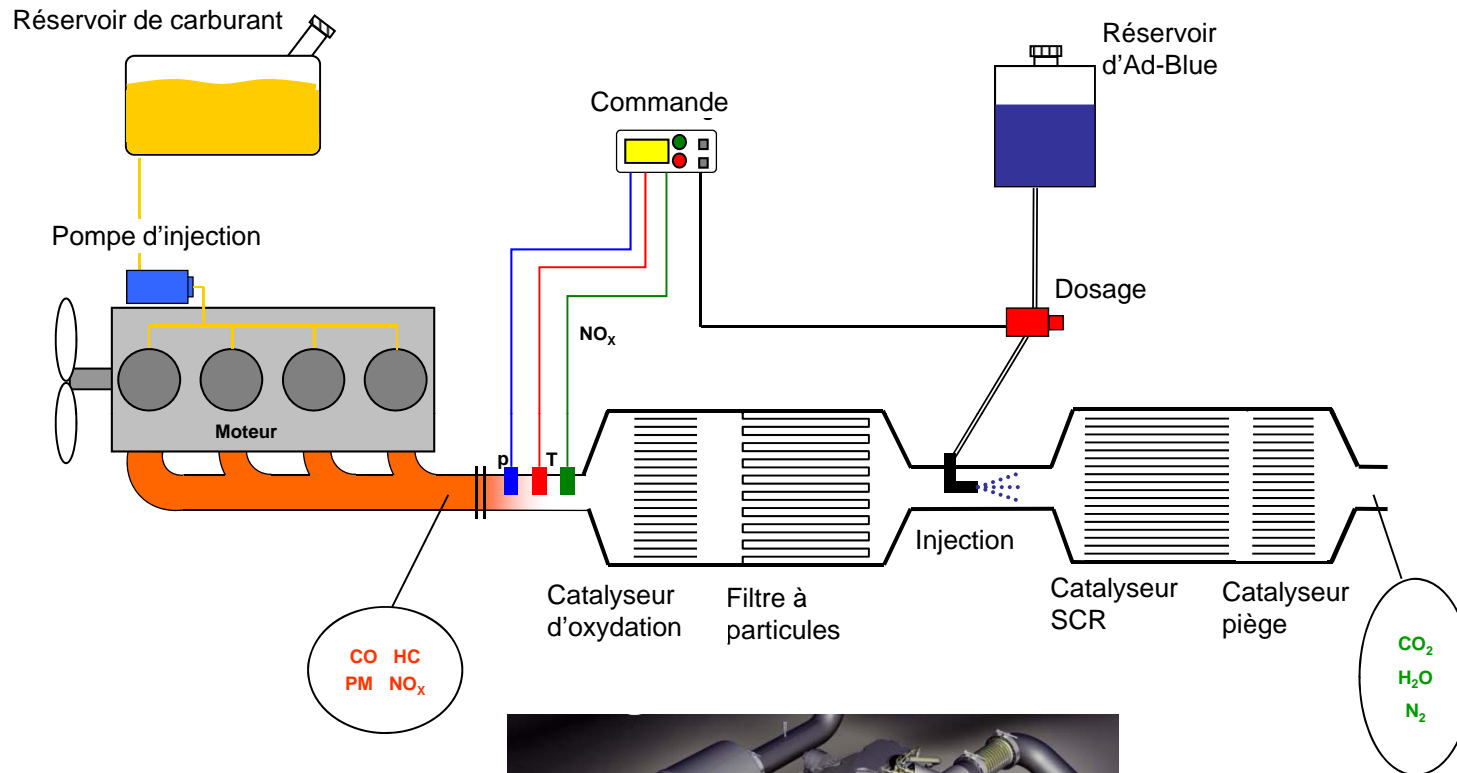 Réservoir de carburant
Réservoir
d'Ad-Blue
Commande
Pompe d'injection
Dosage
NOX
Moteur
p
T
Injection
Catalyseur
d'oxydation
Filtre à
particules
Catalyseur
SCR
Catalyseur
piège
CO HC
PM NOX
CO2
H2O
N2